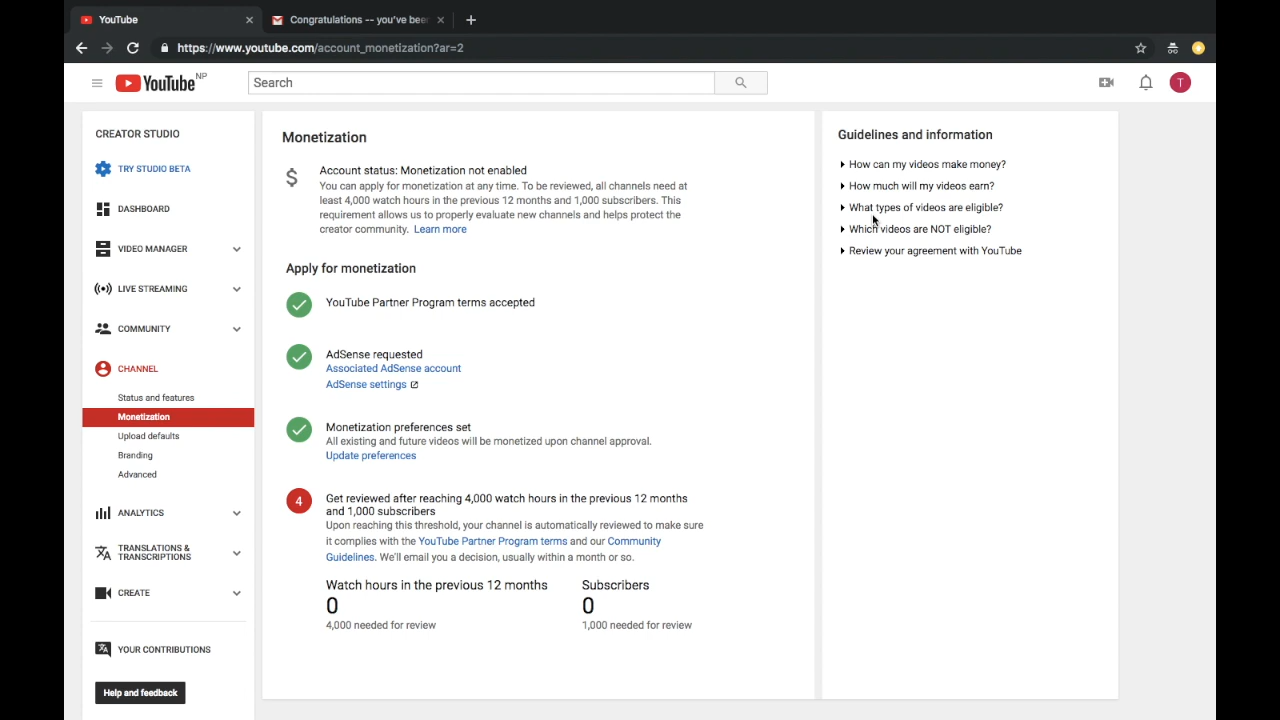 YouTube
Congratulations -- you've bee
https://www.youtube.com/account_monetization?ar=2
YouTube NP
Search
T
CREATOR STUDIO
TRY STUDIO BETA
DASHBOARD
VIDEO MANAGER
LIVE STREAMING
COMMUNITY
CHANNEL
Status and features
Monetization
Upload defaults
Branding
Advanced
ANALYTICS
TRANSLATIONS &
TRANSCRIPTIONS
CREATE
YOUR CONTRIBUTIONS
Help and feedback
Monetization
Account status: Monetization not enabled
You can apply for monetization at any time. To be reviewed, all channels need at
least 4,000 watch hours in the previous 12 months and 1,000 subscribers. This
requirement allows us to properly evaluate new channels and helps protect the
creator community. Learn more
Apply for monetization
YouTube Partner Program terms accepted
AdSense requested
Associated AdSense account
AdSense settings
Monetization preferences set
All existing and future videos will be monetized upon channel approval.
Update preferences
4
Get reviewed after reaching 4,000 watch hours in the previous 12 months
and 1,000 subscribers
Upon reaching this threshold, your channel is automatically reviewed to make sure
it complies with the YouTube Partner Program terms and our Community
Guidelines. We'll email you a decision, usually within a month or so.
Watch hours in the previous 12 months
0
4,000 needed for review
Subscribers
0
1,000 needed for review
Guidelines and information
How can my videos make money?
How much will my videos earn?
What types of videos are eligible?
Which videos are NOT eligible?
Review your agreement with YouTube